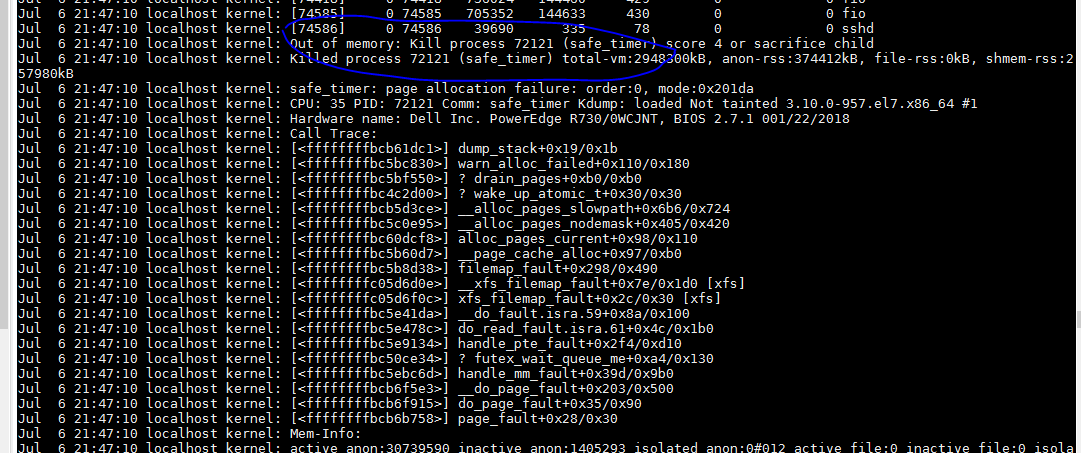 Jul  6 21:47:10 localhost kernel: [74418]     0 74418   730024   144400     429        0             0 fio
Jul  6 21:47:10 localhost kernel: [74585]     0 74585   705352   144633     430        0             0 fio
Jul  6 21:47:10 localhost kernel: [74586]     0 74586    39690      335      78        0             0 sshd
Jul  6 21:47:10 localhost kernel: Out of memory: Kill process 72121 (safe_timer) score 4 or sacrifice child
Jul  6 21:47:10 localhost kernel: Killed process 72121 (safe_timer) total-vm:2948300kB, anon-rss:374412kB, file-rss:0kB, shmem-rss:2
57980kB
Jul  6 21:47:10 localhost kernel: safe_timer: page allocation failure: order:0, mode:0x201da
Jul  6 21:47:10 localhost kernel: CPU: 35 PID: 72121 Comm: safe_timer Kdump: loaded Not tainted 3.10.0-957.el7.x86_64 #1
Jul  6 21:47:10 localhost kernel: Hardware name: Dell Inc. PowerEdge R730/0WCJNT, BIOS 2.7.1 001/22/2018
Jul  6 21:47:10 localhost kernel: Call Trace:
Jul  6 21:47:10 localhost kernel: [<ffffffffbcb61dc1>] dump_stack+0x19/0x1b
Jul  6 21:47:10 localhost kernel: [<ffffffffbc5bc830>] warn_alloc_failed+0x110/0x180
Jul  6 21:47:10 localhost kernel: [<ffffffffbc5bf550>] ? drain_pages+0xb0/0xb0
Jul  6 21:47:10 localhost kernel: [<ffffffffbc4c2d00>] ? wake_up_atomic_t+0x30/0x30
Jul  6 21:47:10 localhost kernel: [<ffffffffbcb5d3ce>] __alloc_pages_slowpath+0x6b6/0x724
Jul  6 21:47:10 localhost kernel: [<ffffffffbc5c0e95>] __alloc_pages_nodemask+0x405/0x420
Jul  6 21:47:10 localhost kernel: [<ffffffffbc60dcf8>] alloc_pages_current+0x98/0x110
Jul  6 21:47:10 localhost kernel: [<ffffffffbc5b60d7>] __page_cache_alloc+0x97/0xb0
Jul  6 21:47:10 localhost kernel: [<ffffffffbc5b8d38>] filemap_fault+0x298/0x490
Jul  6 21:47:10 localhost kernel: [<ffffffffc05d6d0e>] __xfs_filemap_fault+0x7e/0x1d0 [xfs]
Jul  6 21:47:10 localhost kernel: [<ffffffffc05d6f0c>] xfs_filemap_fault+0x2c/0x30 [xfs]
Jul  6 21:47:10 localhost kernel: [<ffffffffbc5e41da>] __do_fault.isra.59+0x8a/0x100
Jul  6 21:47:10 localhost kernel: [<ffffffffbc5e478c>] do_read_fault.isra.61+0x4c/0x1b0
Jul  6 21:47:10 localhost kernel: [<ffffffffbc5e9134>] handle_pte_fault+0x2f4/0xd10
Jul  6 21:47:10 localhost kernel: [<ffffffffbc50ce34>] ? futex_wait_queue_me+0xa4/0x130
Jul  6 21:47:10 localhost kernel: [<ffffffffbc5ebc6d>] handle_mm_fault+0x39d/0x9b0
Jul  6 21:47:10 localhost kernel: [<ffffffffbcb6f5e3>] __do_page_fault+0x203/0x500
Jul  6 21:47:10 localhost kernel: [<ffffffffbcb6f915>] do_page_fault+0x35/0x90
Jul  6 21:47:10 localhost kernel: [<ffffffffbcb6b758>] page_fault+0x28/0x30
Jul  6 21:47:10 localhost kernel: Mem-Info:
Jul  6 21:47:10 localhost kernel: active_anon:30739590 inactive_anon:1405293 isolated_anon:0#012 active_file:0 inactive_file:0 isola